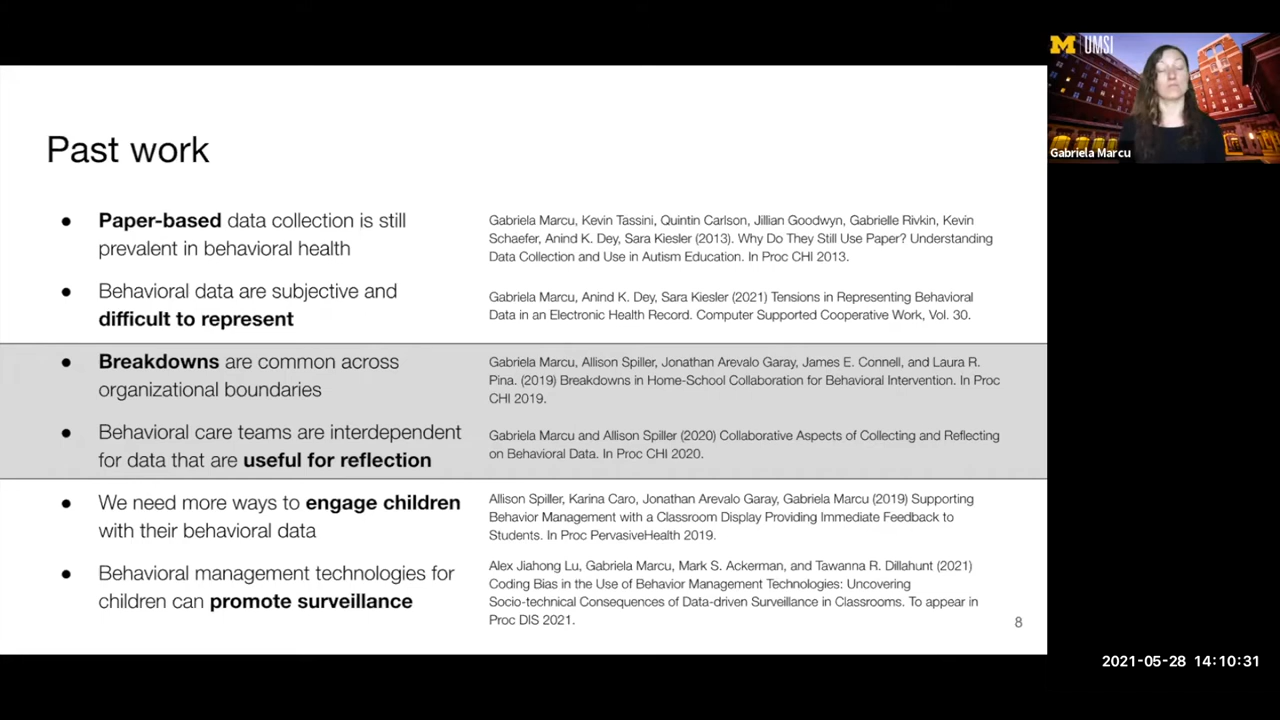 Past work
● Paper-based data collection is still
prevalent in behavioral health
Gabriela Marcu, Kevin Tassini, Quintin Carlson, Jillian Goodwyn, Gabrielle Rivkin, Kevin
Schaefer, Anind K. Dey, Sara Kiesler (2013). Why Do They Still Use Paper? Understanding
Data Collection and Use in Autism Education. In Proc CHI 2013.
● Behavioral data are subjective and
difficult to represent
Gabriela Marcu, Anind K. Dey, Sara Kiesler (2021) Tensions in Representing Behavioral
Data in an Electronic Health Record. Computer Supported Cooperative Work, Vol. 30.
● Breakdowns are common across
organizational boundaries
Gabriela Marcu, Allison Spiller, Jonathan Arevalo Garay, James E. Connell, and Laura R.
Pina. (2019) Breakdowns in Home-School Collaboration for Behavioral Intervention. In Proc
CHI 2019.
● Behavioral care teams are interdependent
for data that are useful for reflection
Gabriela Marcu and Allison Spiller (2020) Collaborative Aspects of Collecting and Reflecting
on Behavioral Data. In Proc CHI 2020.
● We need more ways to engage children
with their behavioral data
Allison Spiller, Karina Caro, Jonathan Arevalo Garay, Gabriela Marcu (2019) Supporting
Behavior Management with a Classroom Display Providing Immediate Feedback to
Students. In Proc PervasiveHealth 2019.
● Behavioral management technologies for
children can promote surveillance
Alex Jiahong Lu, Gabriela Marcu, Mark S. Ackerman, and Tawanna R. Dillahunt (2021)
Coding Bias in the Use of Behavior Management Technologies: Uncovering
Socio-technical Consequences of Data-driven Surveillance in Classrooms. To appear in
Proc DIS 2021.
8
M UMSI
Gabriela Marcu
2021-05-28 14:10:31